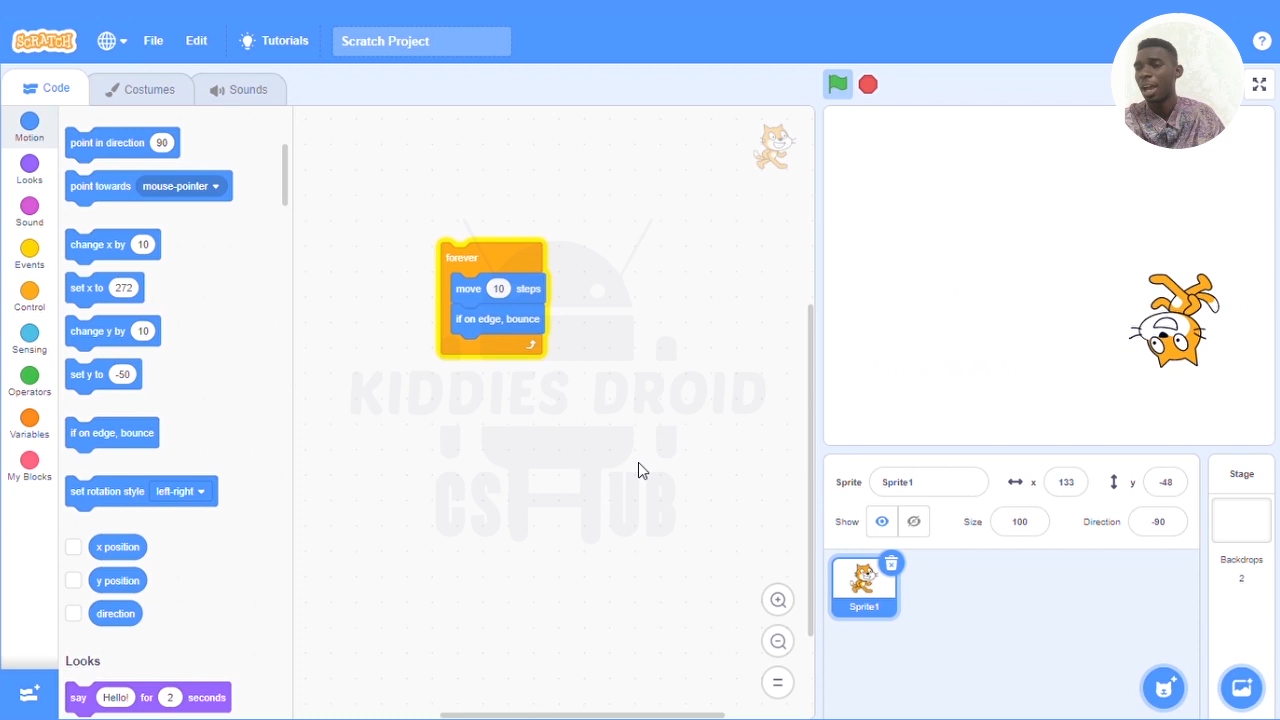 SCRATCH
File
Edit
Tutorials
Scratch Project
?
Code
Costumes
Sounds
Motion
Looks
Sound
Events
Control
Sensing
Operators
Variables
My Blocks
point in direction 90
point towards mouse-pointer
change x by 10
set x to 272
change y by 10
set y to -50
if on edge, bounce
set rotation style left-right
x position
y position
direction
Looks
say Hello! for 2 seconds
forever
move 10 steps
if on edge, bounce
KIDDIES DROID
CS HUB
Sprite Sprite1 x 133 y -48
Show Size 100 Direction -90
Sprite1
Stage
Backdrops
2